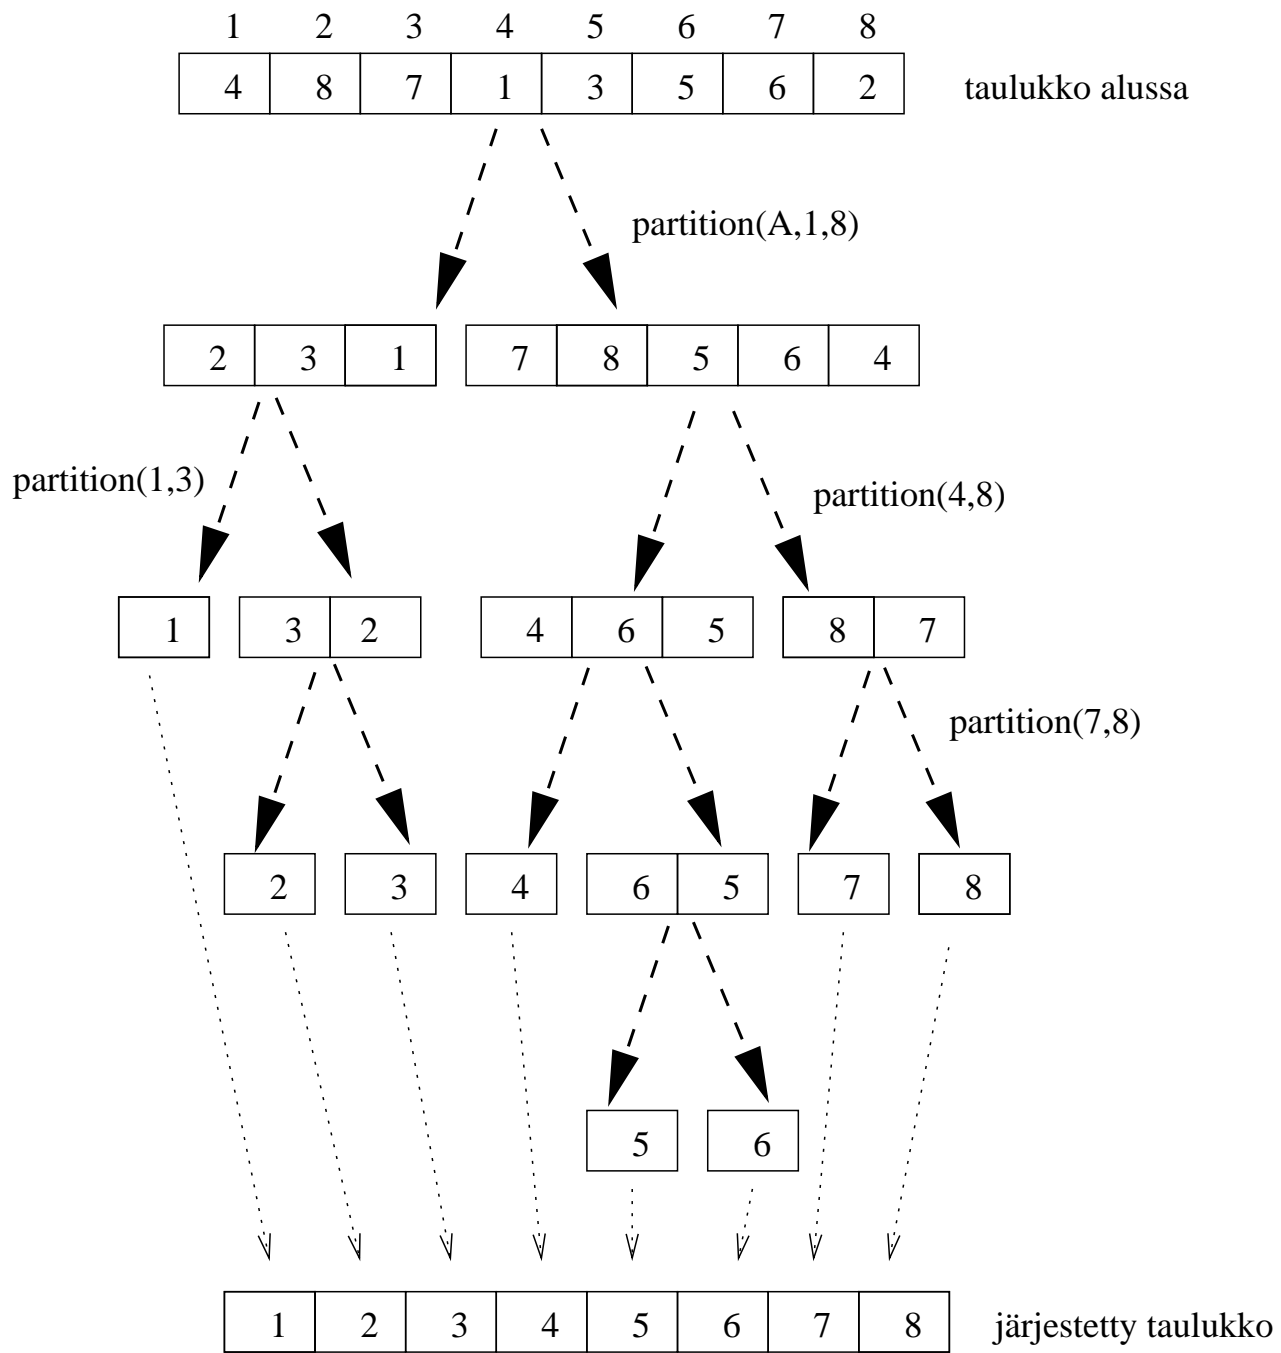 1 2 3 4 5 6 7 8
4 8 7 1 3 5 6 2 taulukko alussa
partition(A,1,8)
2 3 1 7 8 5 6 4
partition(1,3)
partition(4,8)
1 3 2 4 6 5 8 7
partition(7,8)
2 3 4 6 5 7 8
5 6
1 2 3 4 5 6 7 8 järjestetty taulukko